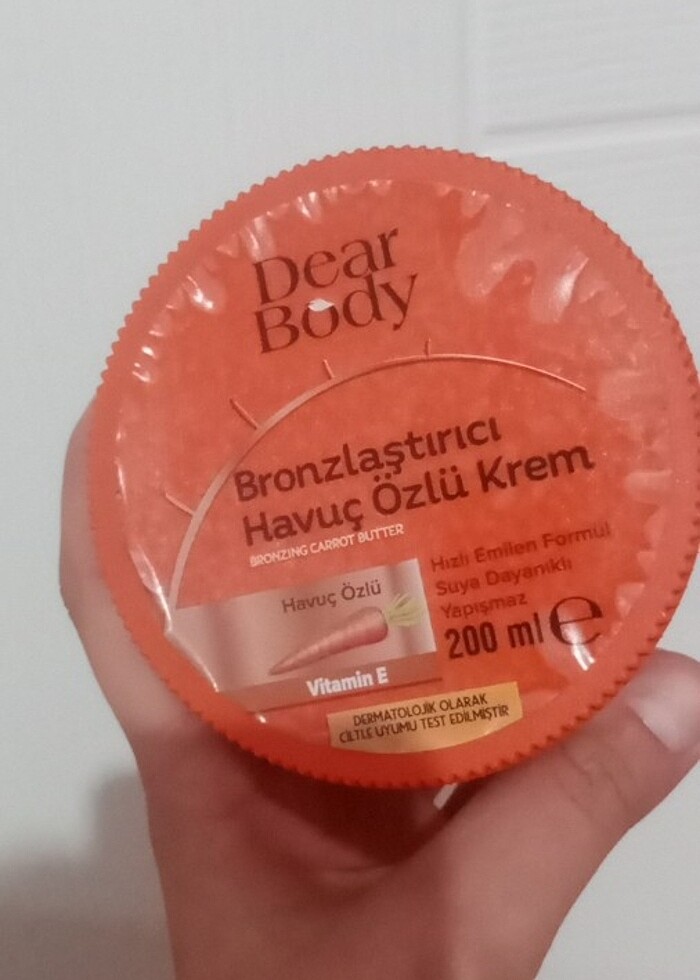 Dear
Body
Bronzlaştırıcı
Havuç Özlü Krem
BRONZING CARROT BUTTER
Hızlı Emilen Formül
Suya Dayanıklı
Yapışmaz
200 ml ℮
Havuç Özlü
Vitamin E
DERMATOLOJİK OLARAK
CİLTLE UYUMU TEST EDİLMİŞTİR